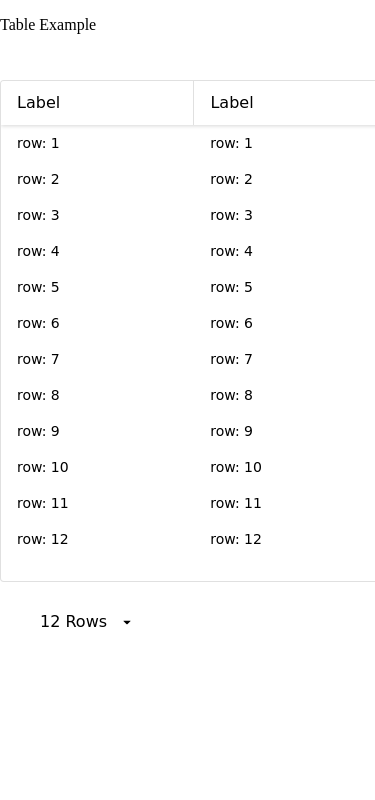 Table Example
Label Label
row: 1 row: 1
row: 2 row: 2
row: 3 row: 3
row: 4 row: 4
row: 5 row: 5
row: 6 row: 6
row: 7 row: 7
row: 8 row: 8
row: 9 row: 9
row: 10 row: 10
row: 11 row: 11
row: 12 row: 12
12 Rows